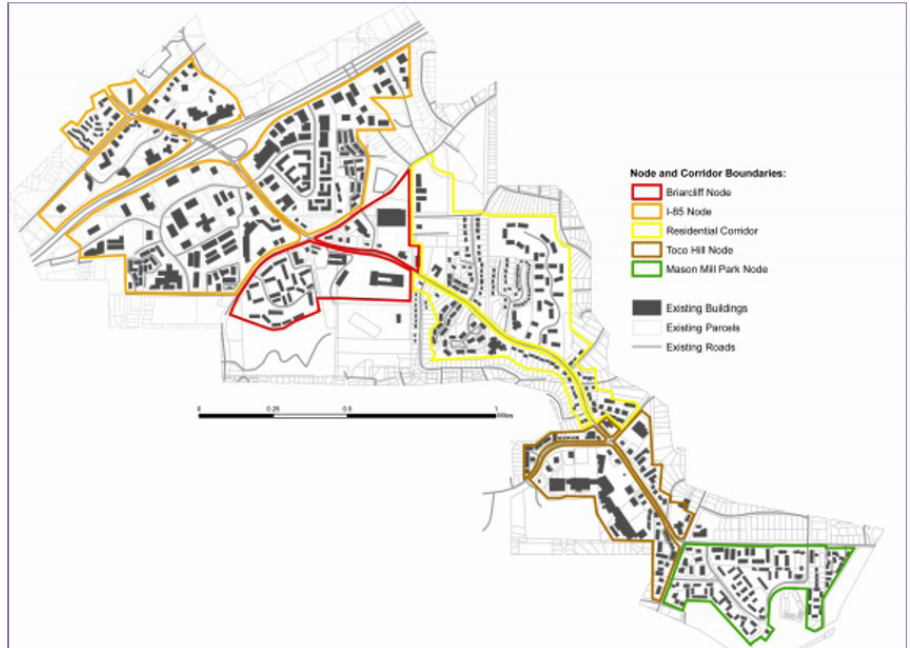 Node and Corridor Boundaries:
Briarcliff Node
I-85 Node
Residential Corridor
Toco Hill Node
Mason Mill Park Node
Existing Buildings
Existing Parcels
Existing Roads
0 0.25 0.5 1
Miles